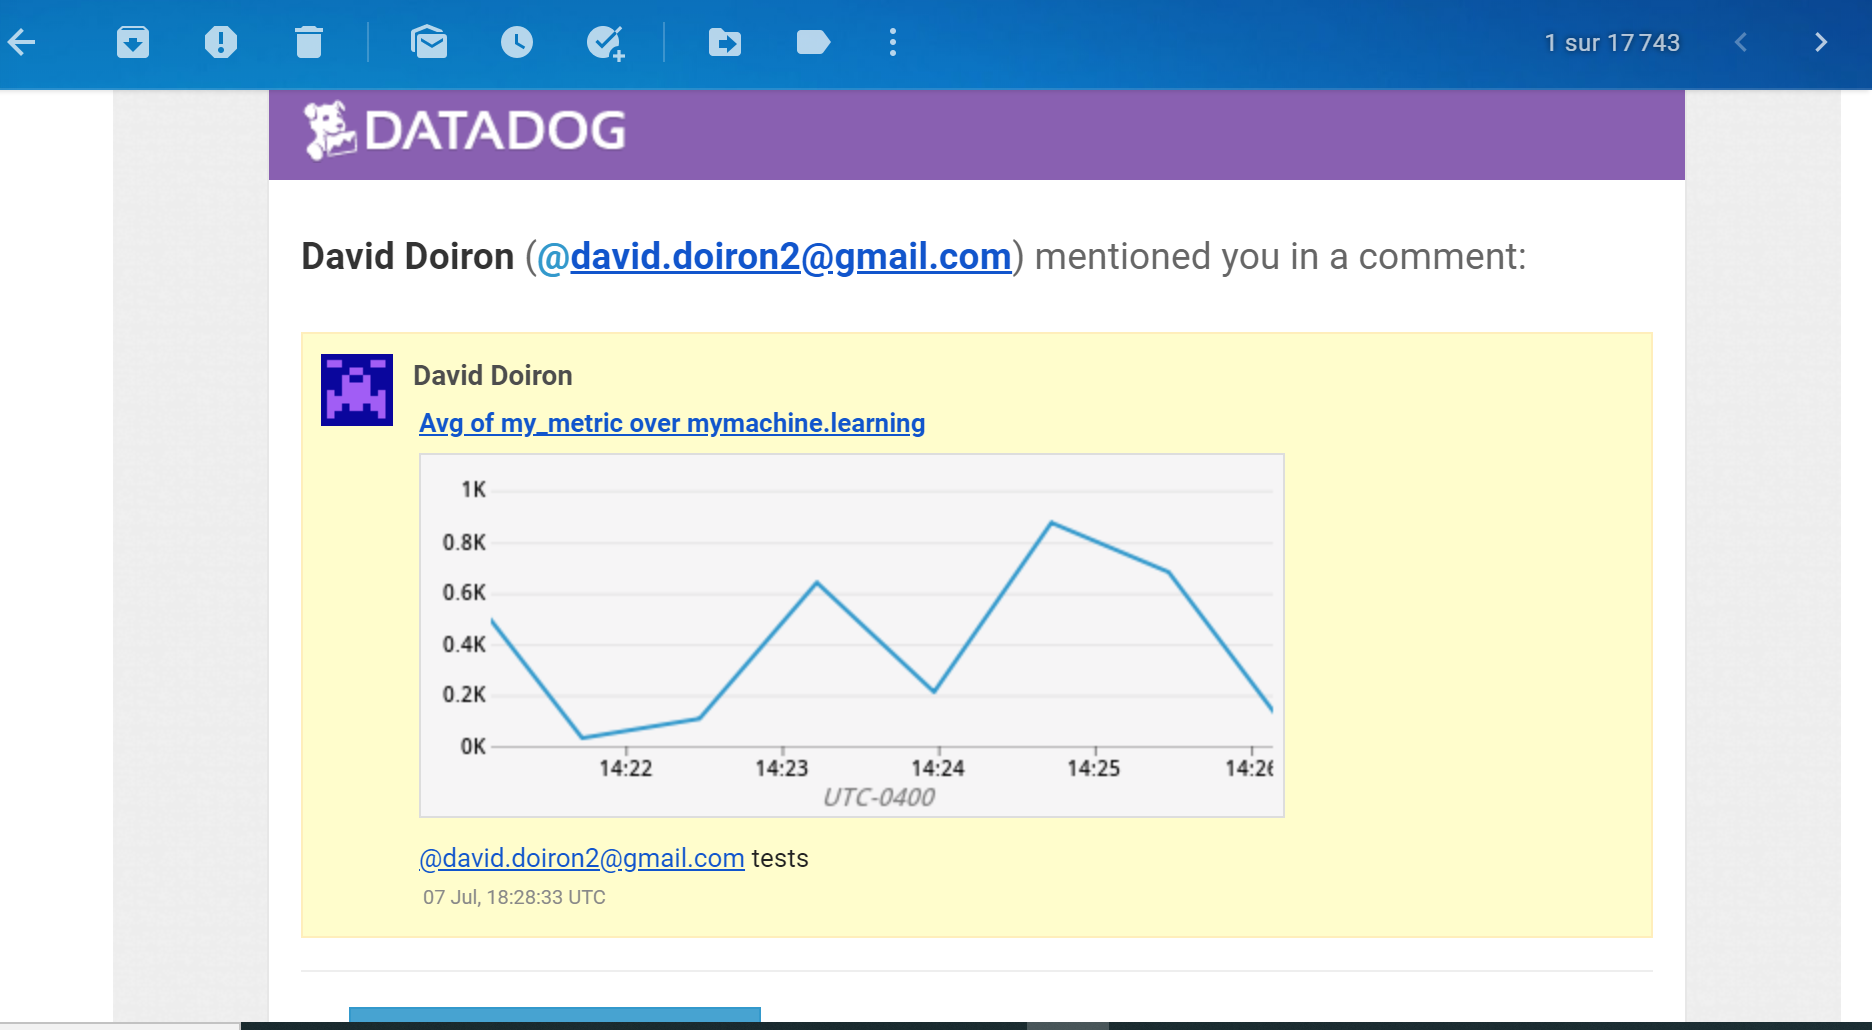 1 sur 17 743
DATADOG
David Doiron (@david.doiron2@gmail.com) mentioned you in a comment:
David Doiron
Avg of my_metric over mymachine.learning
1K
0.8K
0.6K
0.4K
0.2K
0K
14:22 14:23 14:24 14:25 14:26
UTC-0400
@david.doiron2@gmail.com tests
07 Jul, 18:28:33 UTC